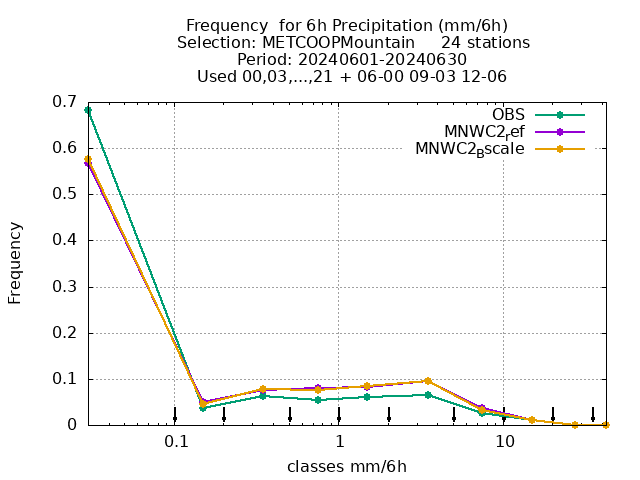 Frequency  for 6h Precipitation (mm/6h)
Selection: METCOOPMountain     24 stations
Period: 20240601-20240630
Used 00,03,...,21 + 06-00 09-03 12-06
0.7
0.6
0.5
0.4
0.3
0.2
0.1
0
Frequency
OBS
MNWC2ref
MNWC2Bscale
0.1
1
10
classes mm/6h